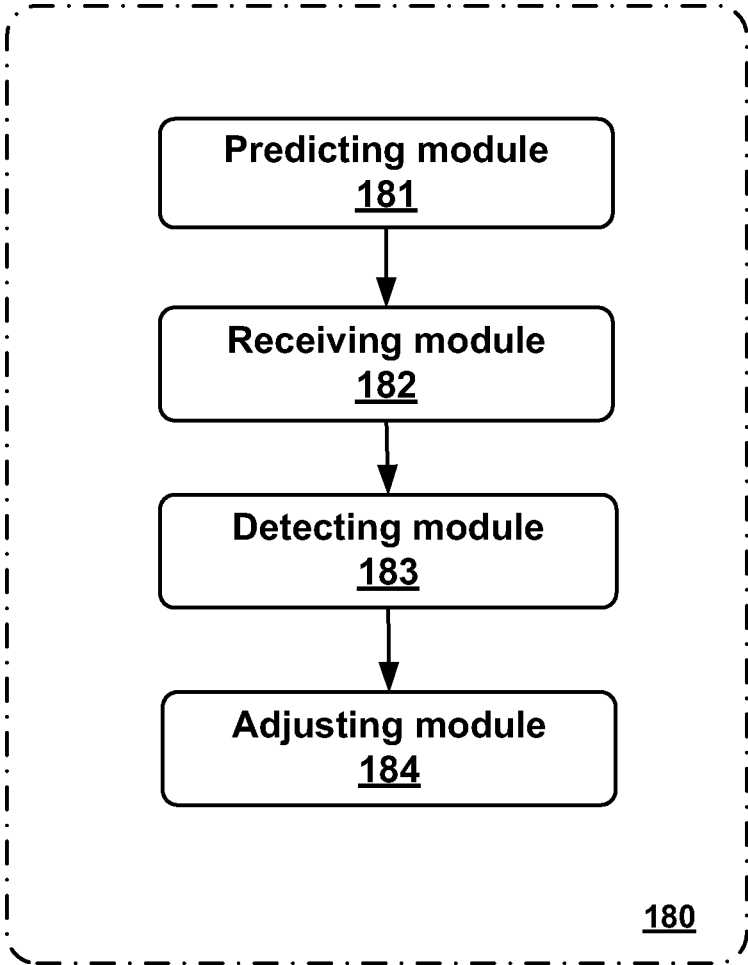 Predicting module
181
Receiving module
182
Detecting module
183
Adjusting module
184
180